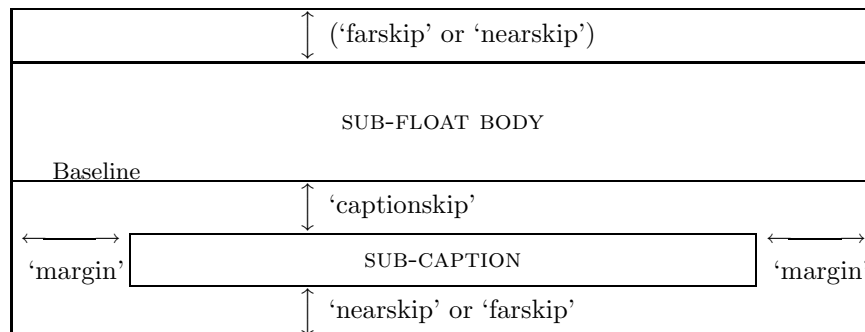 (‘farskip’ or ‘nearskip’)
SUB-FLOAT BODY
Baseline
‘captionskip’
‘margin’ SUB-CAPTION ‘margin’
‘nearskip’ or ‘farskip’